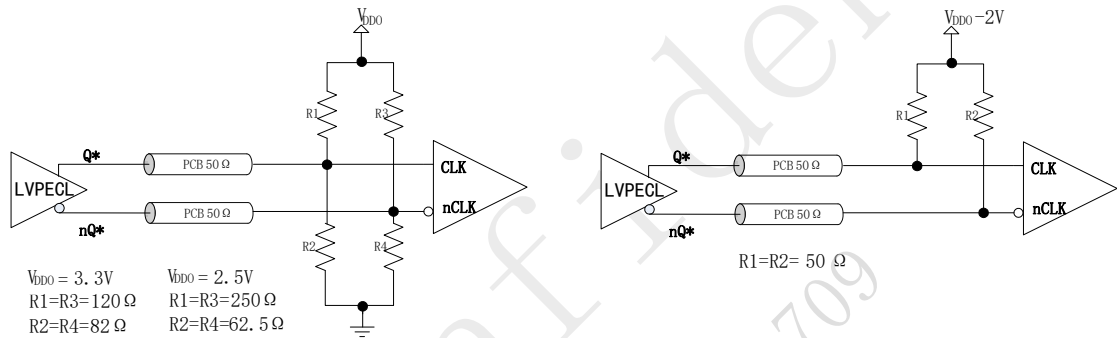 VDDO
R1
R3
Q*
PCB 50 Ω
CLK
LVPECL
PCB 50 Ω
nCLK
nQ*
R2
R4
VDDO = 3.3V
R1=R3=120 Ω
R2=R4=82 Ω
VDDO = 2.5V
R1=R3=250 Ω
R2=R4=62.5 Ω
VDDO-2V
R1
R2
Q*
PCB 50 Ω
CLK
LVPECL
PCB 50 Ω
nCLK
nQ*
R1=R2= 50 Ω
nfiden
709